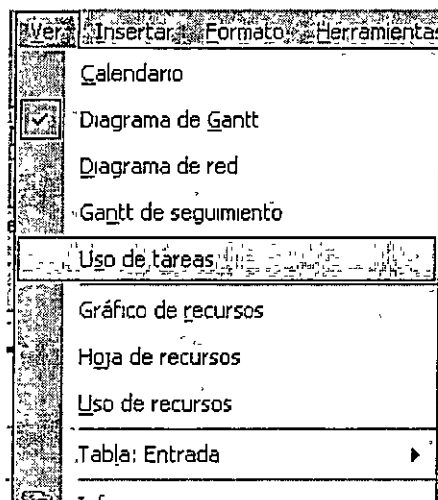 Ver Insertar Formato Herramientas
Calendario
Diagrama de Gantt
Diagrama de red
Gantt de seguimiento
Uso de tareas
Gráfico de recursos
Hoja de recursos
Uso de recursos
Tabla: Entrada